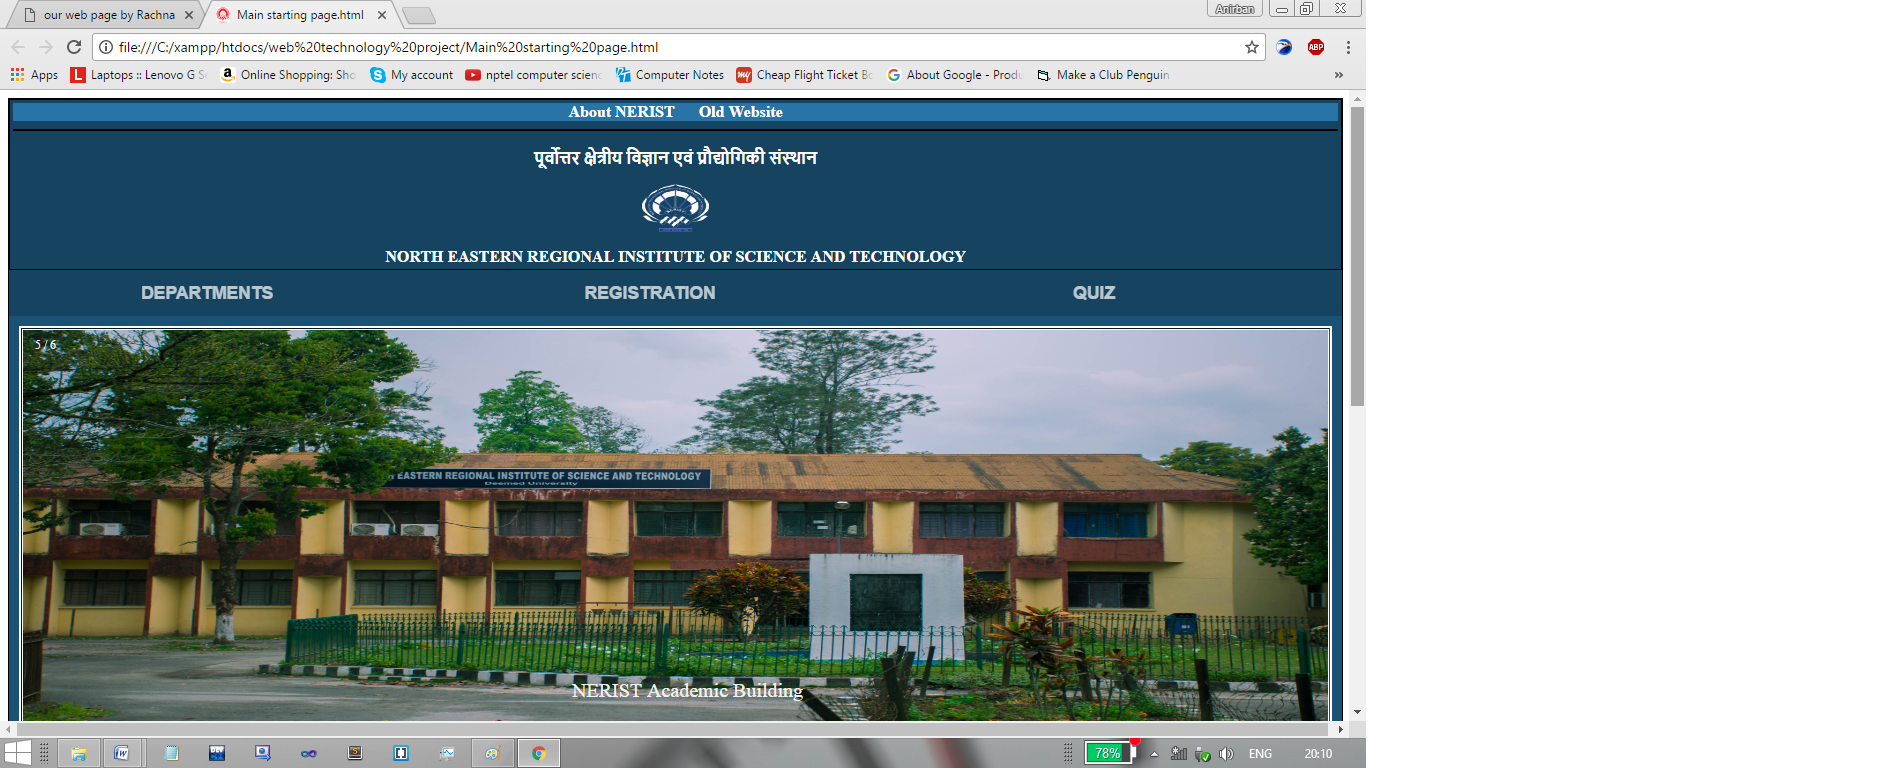 our web page by Rachna
Main starting page.html
Anirban
file:///C:/xampp/htdocs/web%20technology%20project/Main%20starting%20page.html
ABP
Apps
L Laptops :: Lenovo G S
a Online Shopping: Sho
S My account
nptel computer scienc
Computer Notes
my Cheap Flight Ticket Bo
G About Google - Produ
Make a Club Penguin
»
About NERIST Old Website
पूर्वोत्तर क्षेत्रीय विज्ञान एवं प्रौद्योगिकी संस्थान
NORTH EASTERN REGIONAL INSTITUTE OF SCIENCE AND TECHNOLOGY
DEPARTMENTS REGISTRATION QUIZ
5 / 6
EASTERN REGIONAL INSTITUTE OF SCIENCE AND TECHNOLOGY
Deemed University
NERIST Academic Building
78% ENG 20:10